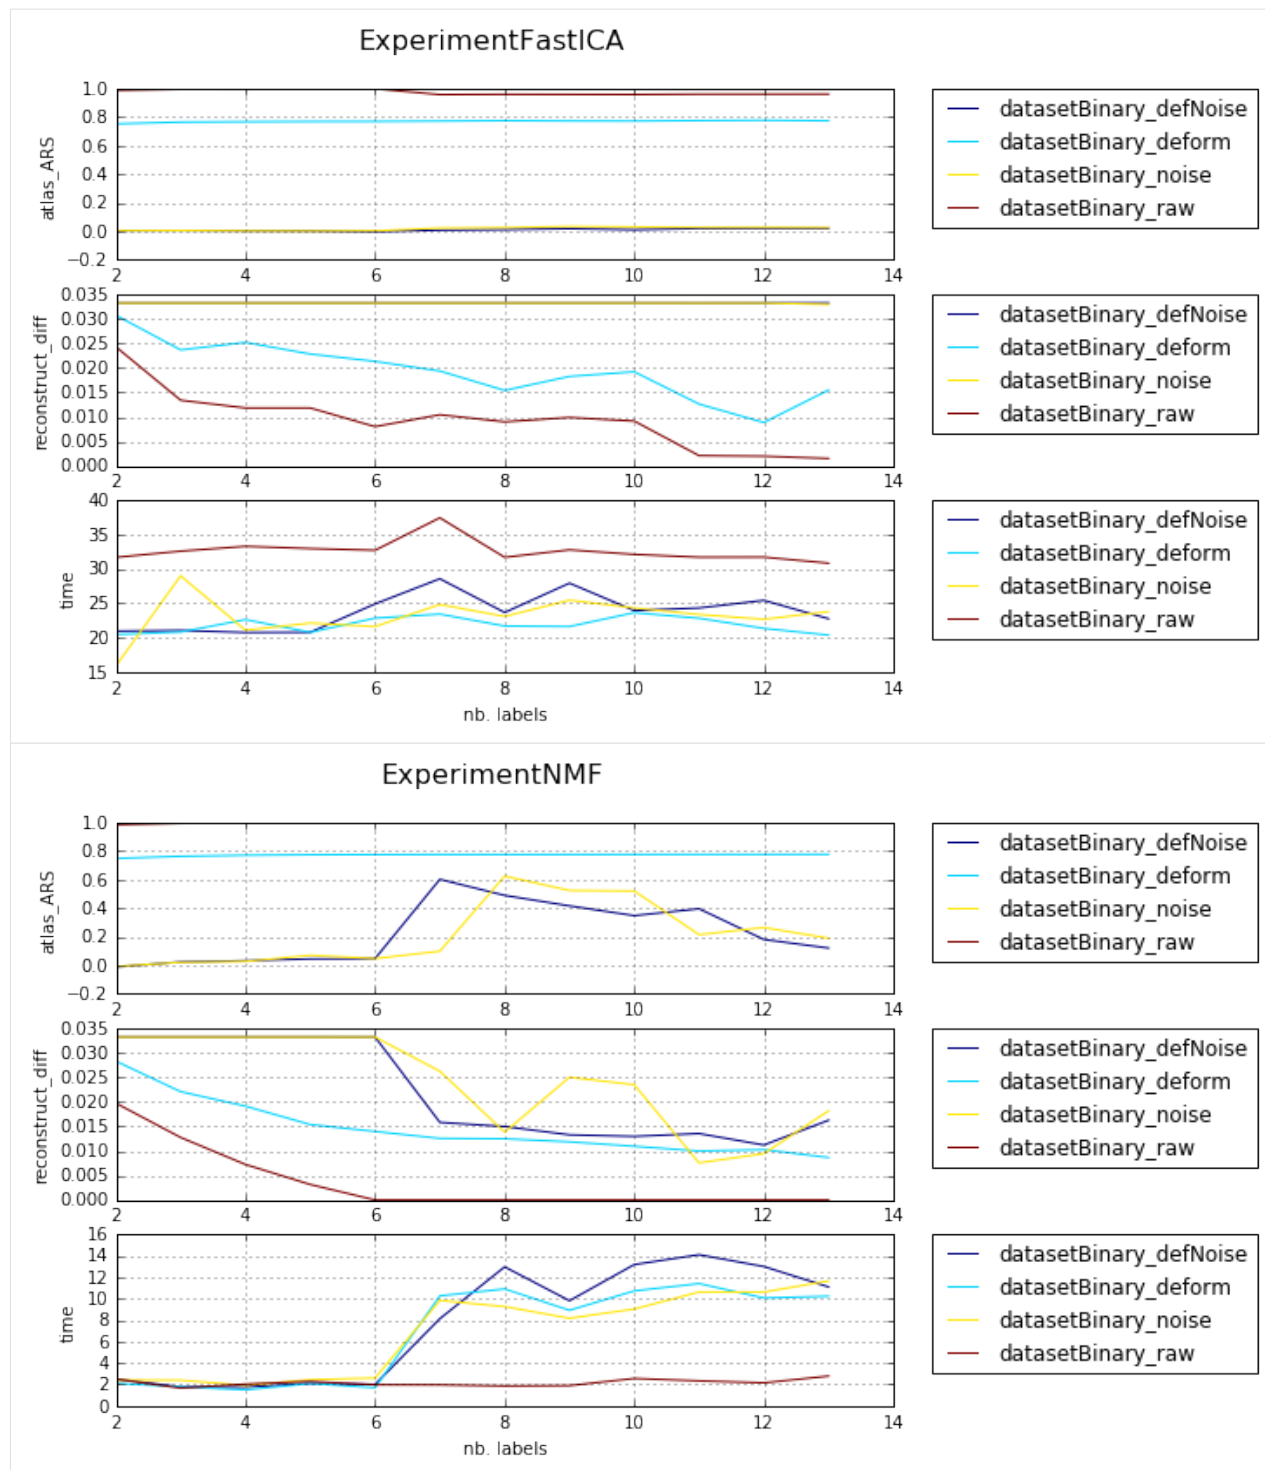 ExperimentFastICA
1.0
0.8
0.6
0.4
0.2
0.0
−0.2
atlas_ARS
2 4 6 8 10 12 14
datasetBinary_defNoise
datasetBinary_deform
datasetBinary_noise
datasetBinary_raw
0.035
0.030
0.025
0.020
0.015
0.010
0.005
0.000
reconstruct_diff
2 4 6 8 10 12 14
datasetBinary_defNoise
datasetBinary_deform
datasetBinary_noise
datasetBinary_raw
40
35
30
25
20
15
time
2 4 6 8 10 12 14
nb. labels
datasetBinary_defNoise
datasetBinary_deform
datasetBinary_noise
datasetBinary_raw
ExperimentNMF
1.0
0.8
0.6
0.4
0.2
0.0
−0.2
atlas_ARS
2 4 6 8 10 12 14
datasetBinary_defNoise
datasetBinary_deform
datasetBinary_noise
datasetBinary_raw
0.035
0.030
0.025
0.020
0.015
0.010
0.005
0.000
reconstruct_diff
2 4 6 8 10 12 14
datasetBinary_defNoise
datasetBinary_deform
datasetBinary_noise
datasetBinary_raw
16
14
12
10
8
6
4
2
0
time
2 4 6 8 10 12 14
nb. labels
datasetBinary_defNoise
datasetBinary_deform
datasetBinary_noise
datasetBinary_raw